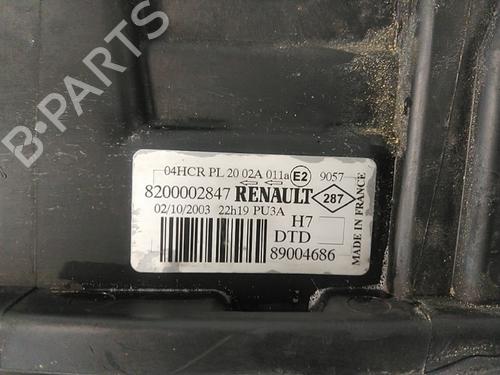 04HCR PL 20 02A 011a E2 9057
8200002847 RENAULT 287
02/10/2003 22h19 PU3A
H7
DTD
89004686
MADE IN FRANCE
B-PARTS